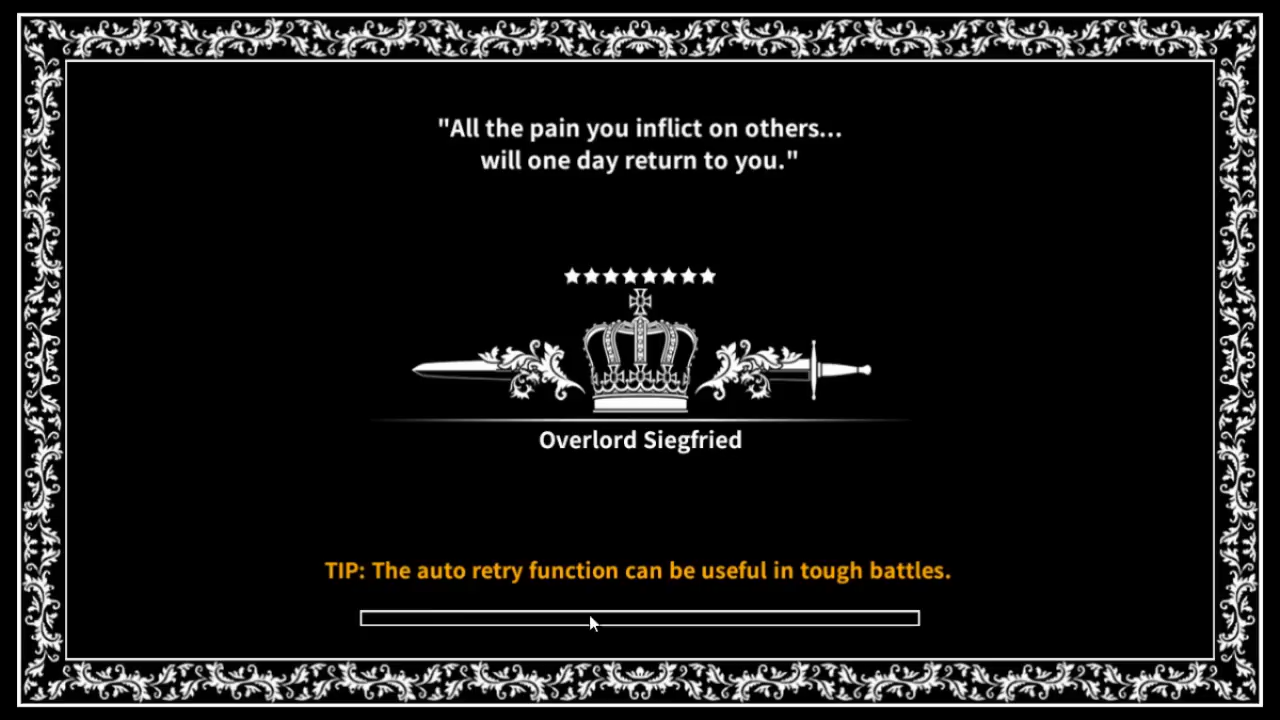 "All the pain you inflict on others...
will one day return to you."
Overlord Siegfried
TIP: The auto retry function can be useful in tough battles.